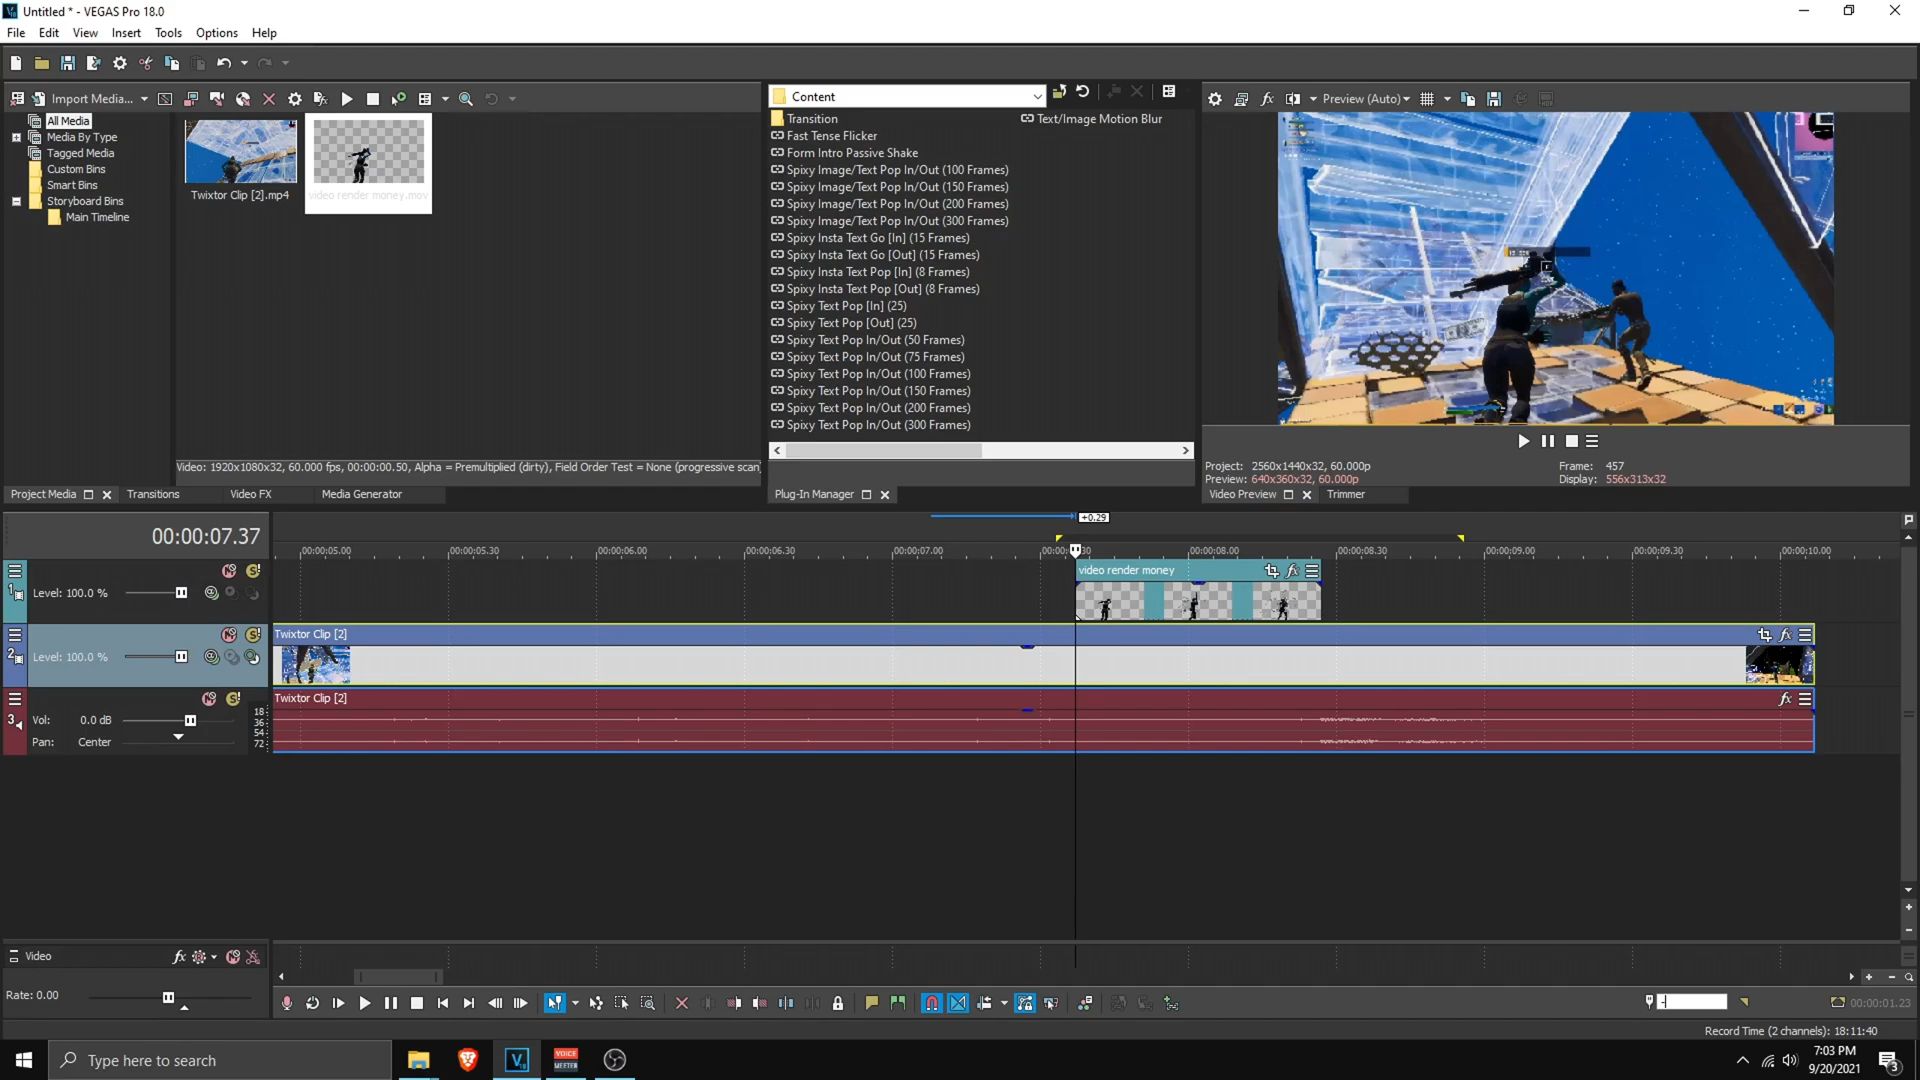 Untitled * - VEGAS Pro 18.0
File Edit View Insert Tools Options Help
Import Media...
Content
Preview (Auto)
All Media
Media By Type
Tagged Media
Custom Bins
Smart Bins
Storyboard Bins
Main Timeline
Twixtor Clip [2].mp4
video render money.mov
Transition
Text/Image Motion Blur
Fast Tense Flicker
Form Intro Passive Shake
Spixy Image/Text Pop In/Out (100 Frames)
Spixy Image/Text Pop In/Out (150 Frames)
Spixy Image/Text Pop In/Out (200 Frames)
Spixy Image/Text Pop In/Out (300 Frames)
Spixy Insta Text Go [In] (15 Frames)
Spixy Insta Text Go [Out] (15 Frames)
Spixy Insta Text Pop [In] (8 Frames)
Spixy Insta Text Pop [Out] (8 Frames)
Spixy Text Pop [In] (25)
Spixy Text Pop [Out] (25)
Spixy Text Pop In/Out (50 Frames)
Spixy Text Pop In/Out (75 Frames)
Spixy Text Pop In/Out (100 Frames)
Spixy Text Pop In/Out (150 Frames)
Spixy Text Pop In/Out (200 Frames)
Spixy Text Pop In/Out (300 Frames)
Video: 1920x1080x32, 60.000 fps, 00:00:00.50, Alpha = Premultiplied (dirty), Field Order Test = None (progressive scan)
Project: 2560x1440x32, 60.000p
Frame: 457
Preview: 640x360x32, 60.000p
Display: 556x313x32
Project Media
Transitions
Video FX
Media Generator
Plug-In Manager
Video Preview
Trimmer
00:00:07.37
+0.29
00:00:05.00 00:00:05.30 00:00:06.00 00:00:06.30 00:00:07.00 00:00: 30 00:00:08.00 00:00:08.30 00:00:09.00 00:00:09.30 00:00:10.00
1
Level: 100.0 %
video render money
2
Level: 100.0 %
Twixtor Clip [2]
3
Vol: 0.0 dB
Pan: Center
18
36
54
72
Twixtor Clip [2]
Video
Rate: 0.00
00:00:01.23
Record Time (2 channels): 18:11:40
Type here to search
VOICE
MEETER
7:03 PM
9/20/2021
3